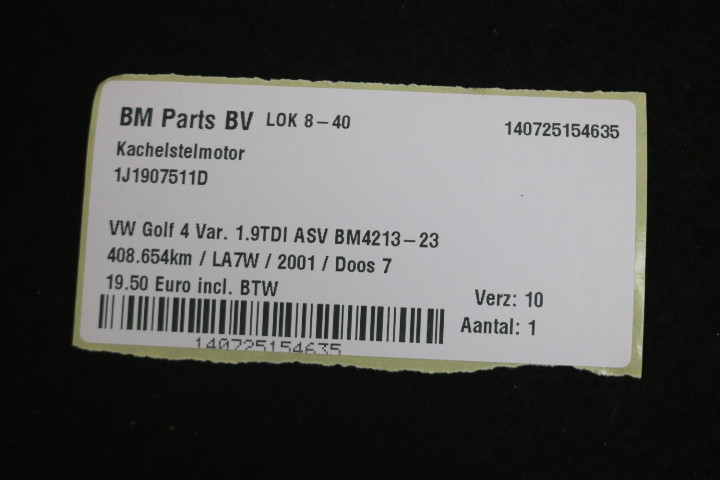 BM Parts BV LOK 8-40
140725154635
Kachelstelmotor
1J1907511D
VW Golf 4 Var. 1.9TDI ASV BM4213-23
408.654km / LA7W / 2001 / Doos 7
19.50 Euro incl. BTW
Verz: 10
Aantal: 1
140725154635